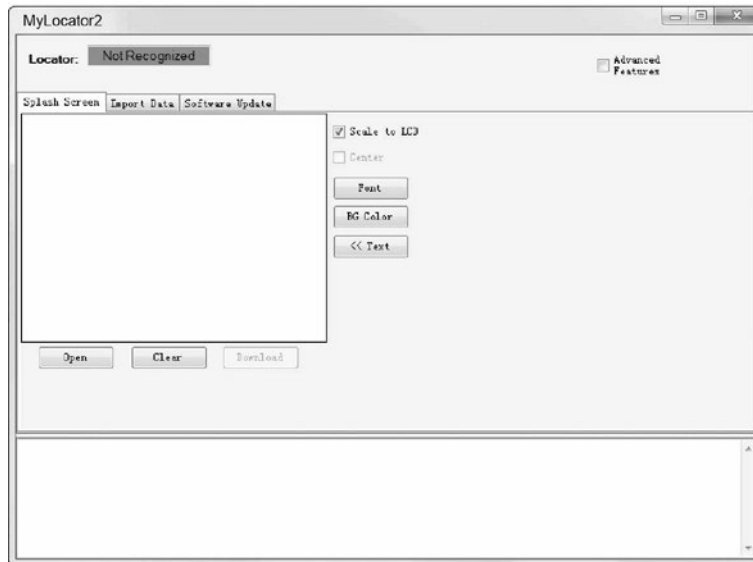 MyLocator2
Locator: Not Recognized
Advanced
Features
Splash Screen Import Data Software Update
Scale to LCD
Center
Font
BG Color
<< Text
Open Clear Download